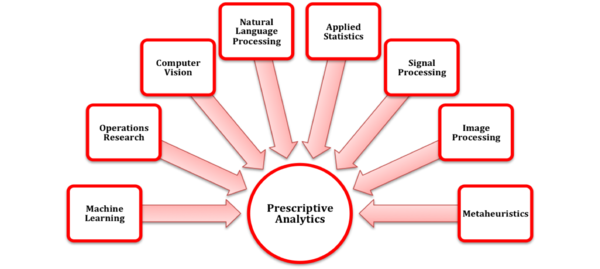 Natural
Language
Processing
Applied
Statistics
Computer
Vision
Signal
Processing
Operations
Research
Image
Processing
Machine
Learning
Prescriptive
Analytics
Metaheuristics